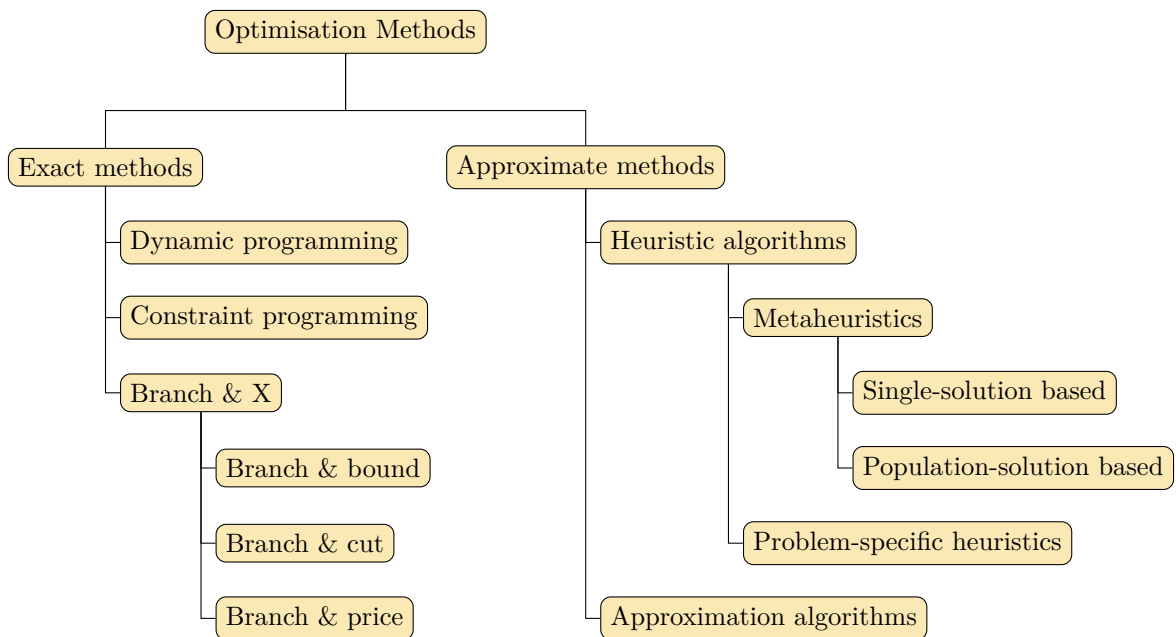 Optimisation Methods
Exact methods
Dynamic programming
Constraint programming
Branch & X
Branch & bound
Branch & cut
Branch & price
Approximate methods
Heuristic algorithms
Metaheuristics
Single-solution based
Population-solution based
Problem-specific heuristics
Approximation algorithms